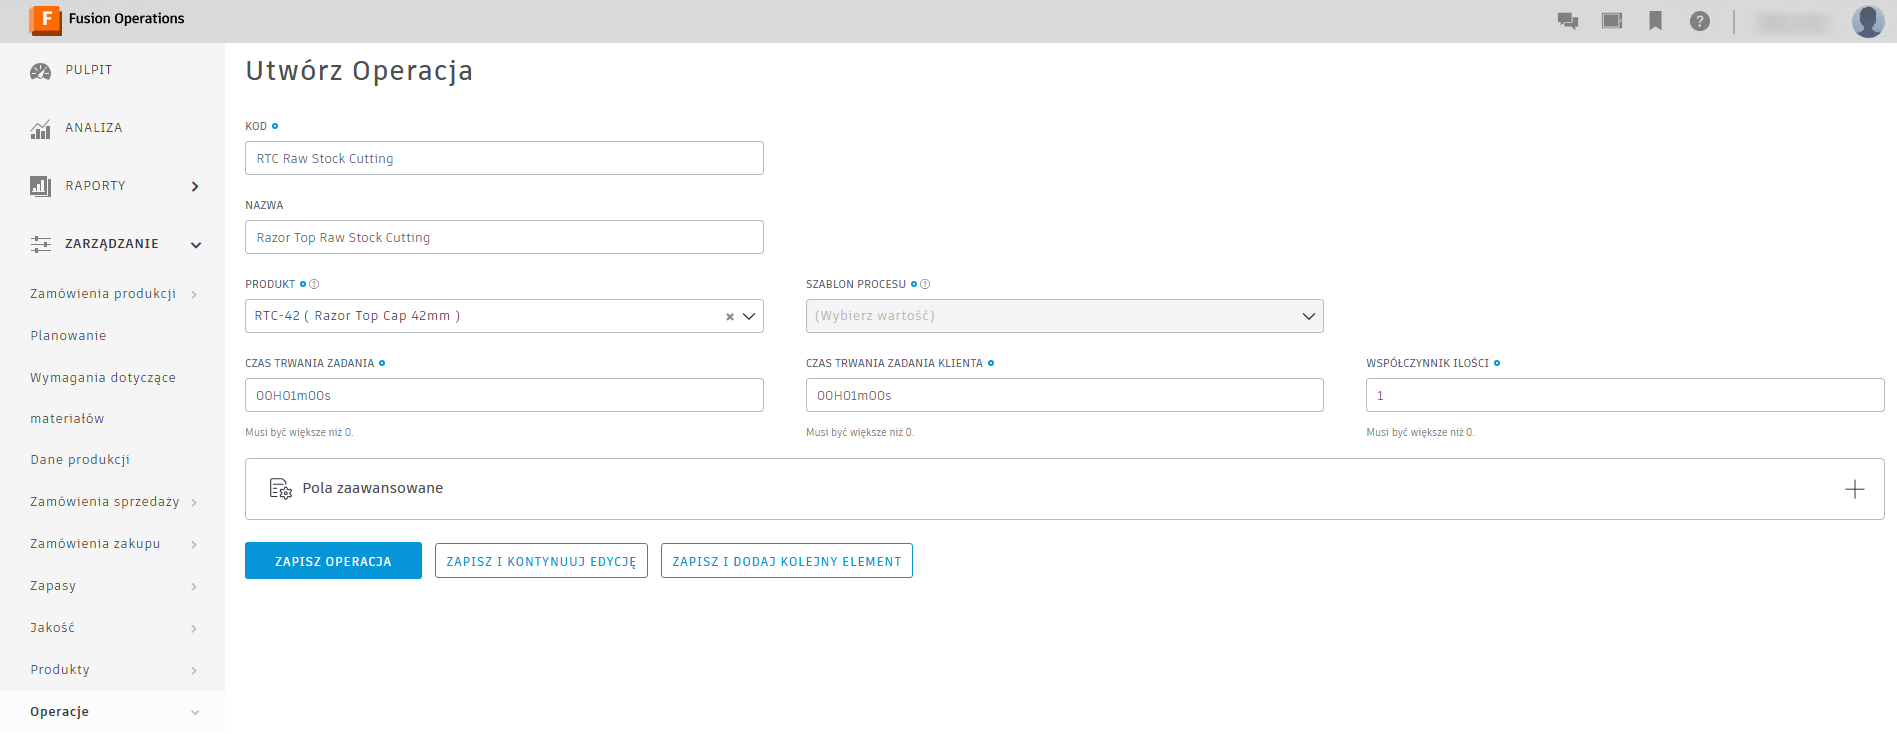 F Fusion Operations
?
PULPIT
ANALIZA
RAPORTY
ZARZĄDZANIE
Zamówienia produkcji
Planowanie
Wymagania dotyczące
materiałów
Dane produkcji
Zamówienia sprzedaży
Zamówienia zakupu
Zapasy
Jakość
Produkty
Operacje
Utwórz Operacja
KOD
RTC Raw Stock Cutting
NAZWA
Razor Top Raw Stock Cutting
PRODUKT ?
RTC-42 ( Razor Top Cap 42mm )
SZABLON PROCESU ?
(Wybierz wartość)
CZAS TRWANIA ZADANIA
00H01m00s
Musi być większe niż 0.
CZAS TRWANIA ZADANIA KLIENTA
00H01m00s
Musi być większe niż 0.
WSPÓŁCZYNNIK ILOŚCI
1
Musi być większe niż 0.
Pola zaawansowane
ZAPISZ OPERACJA
ZAPISZ I KONTYNUUJ EDYCJĘ
ZAPISZ I DODAJ KOLEJNY ELEMENT